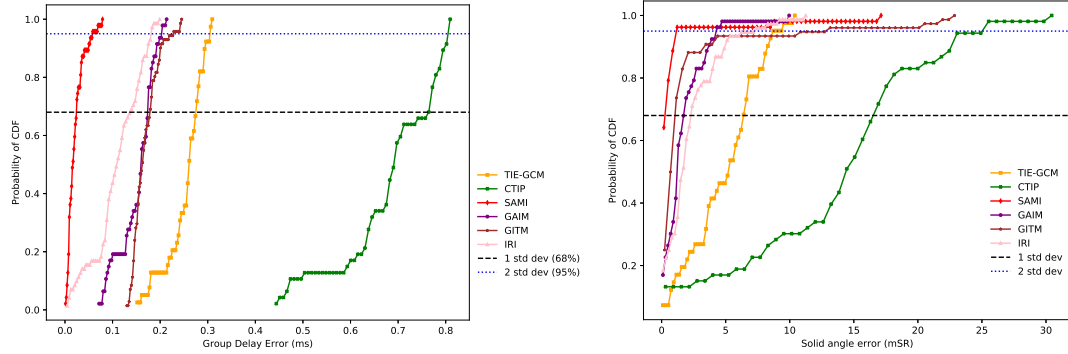 Probability of CDF
1.0
0.8
0.6
0.4
0.2
0.0
0.0 0.1 0.2 0.3 0.4 0.5 0.6 0.7 0.8
Group Delay Error (ms)
TIE-GCM
CTIP
SAMI
GAIM
GITM
IRI
1 std dev (68%)
2 std dev (95%)
Probability of CDF
1.0
0.8
0.6
0.4
0.2
0 5 10 15 20 25 30
Solid angle error (mSR)
TIE-GCM
CTIP
SAMI
GAIM
GITM
IRI
1 std dev
2 std dev